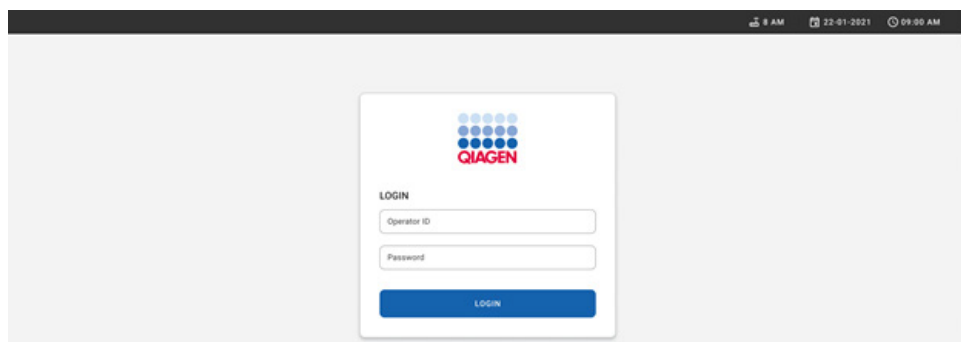 8 AM 22-01-2021 09:00 AM
QIAGEN
LOGIN
Operator ID
Password
LOGIN